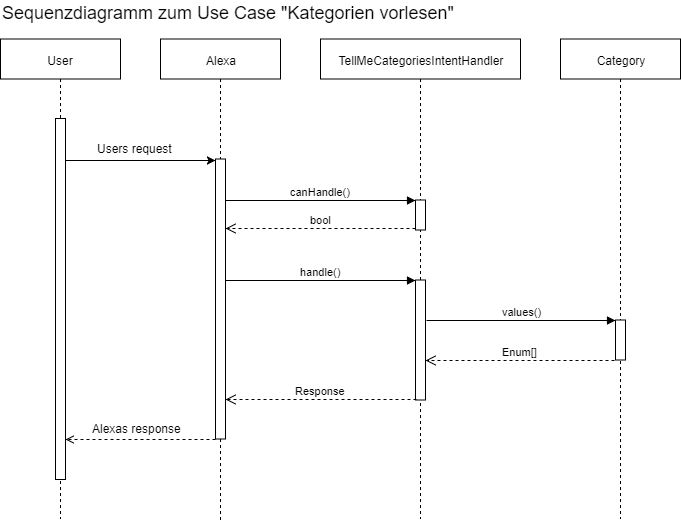 Sequenzdiagramm zum Use Case "Kategorien vorlesen"
User
Alexa
TellMeCategoriesIntentHandler
Category
Users request
canHandle()
bool
handle()
values()
Enum[]
Response
Alexas response